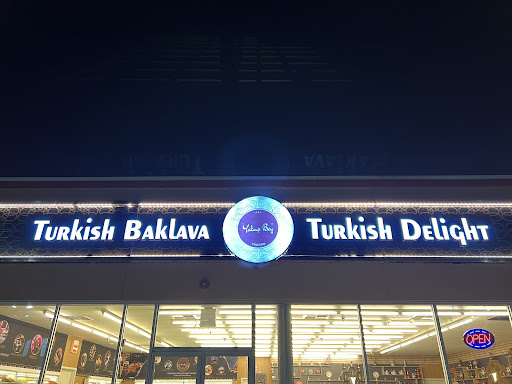 Turkish Baklava
Yakup Bey
Turkish Delight
OPEN